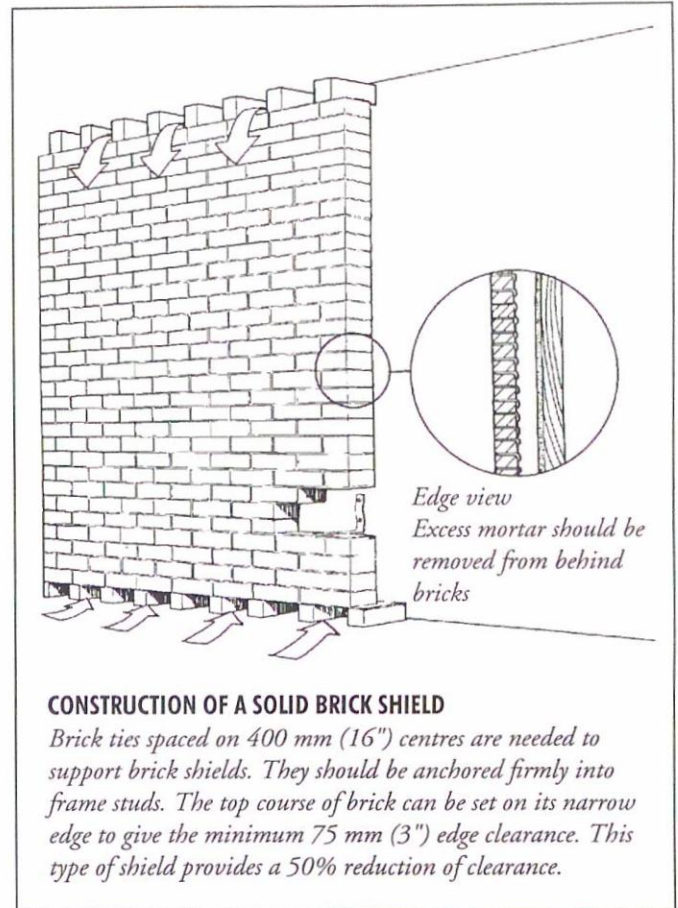 Edge view
Excess mortar should be
removed from behind
bricks
CONSTRUCTION OF A SOLID BRICK SHIELD
Brick ties spaced on 400 mm (16") centres are needed to
support brick shields. They should be anchored firmly into
frame studs. The top course of brick can be set on its narrow
edge to give the minimum 75 mm (3") edge clearance. This
type of shield provides a 50% reduction of clearance.